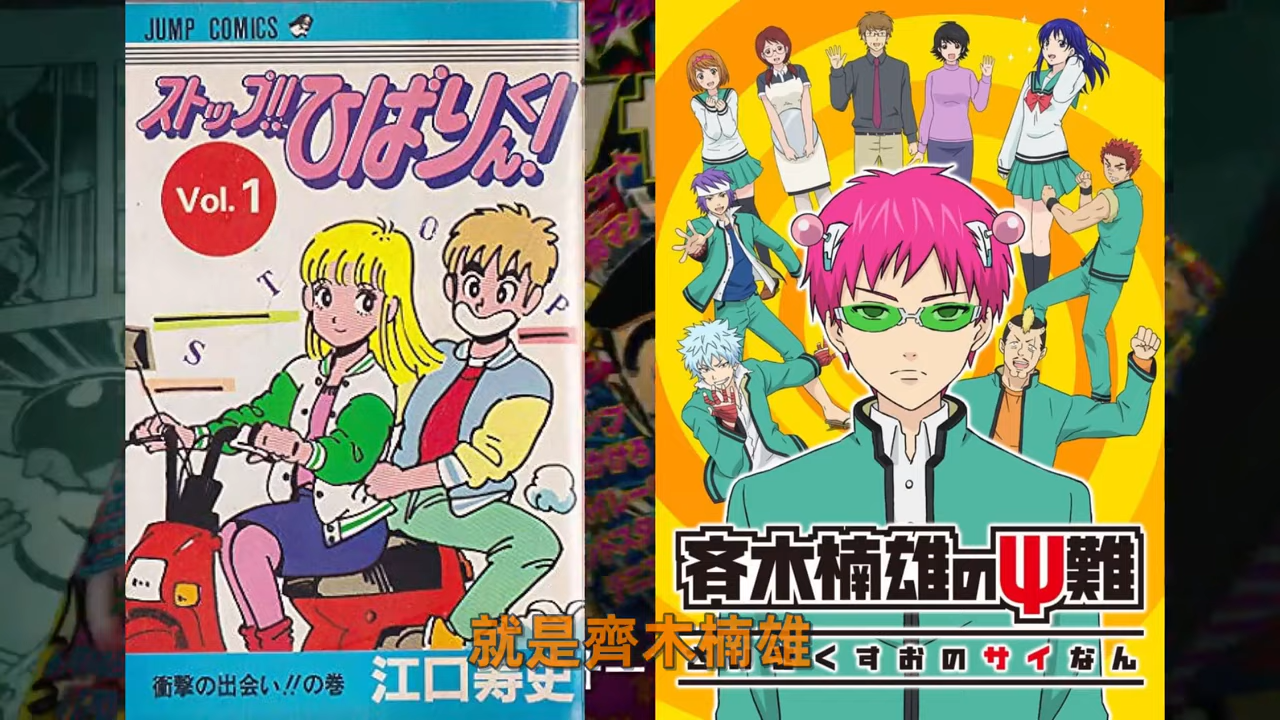 JUMP COMICS
ストップ!!
ひばりくん!
Vol.1
S
T
O
P
衝撃の出会い!!の巻
江口寿史
斉木楠雄のΨ難
くすおのサイなん
就是齊木楠雄